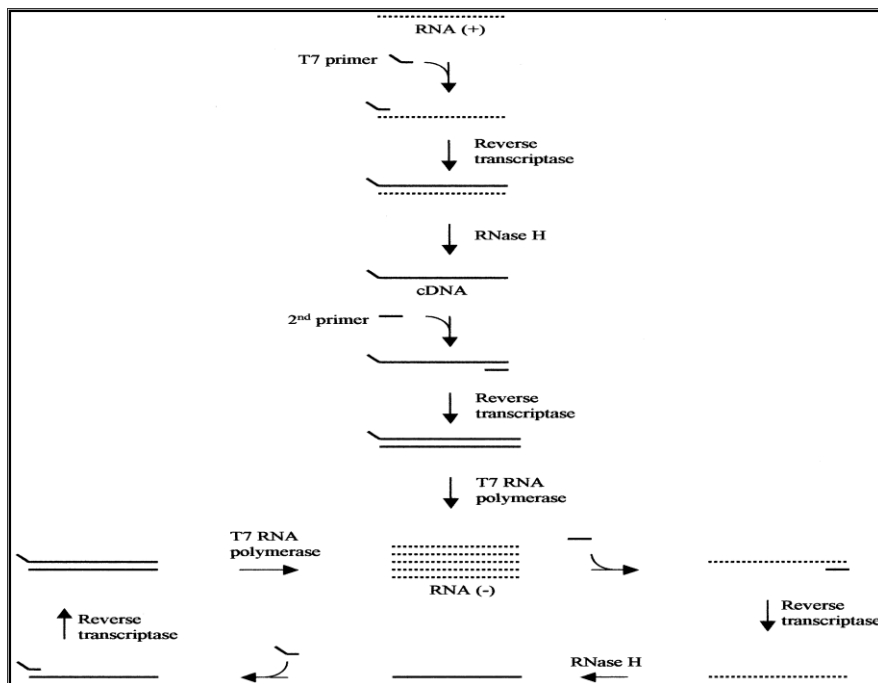 RNA (+)
T7 primer
Reverse
transcriptase
RNase H
cDNA
2nd primer
Reverse
transcriptase
T7 RNA
polymerase
T7 RNA
polymerase
RNA (-)
Reverse
transcriptase
Reverse
transcriptase
RNase H